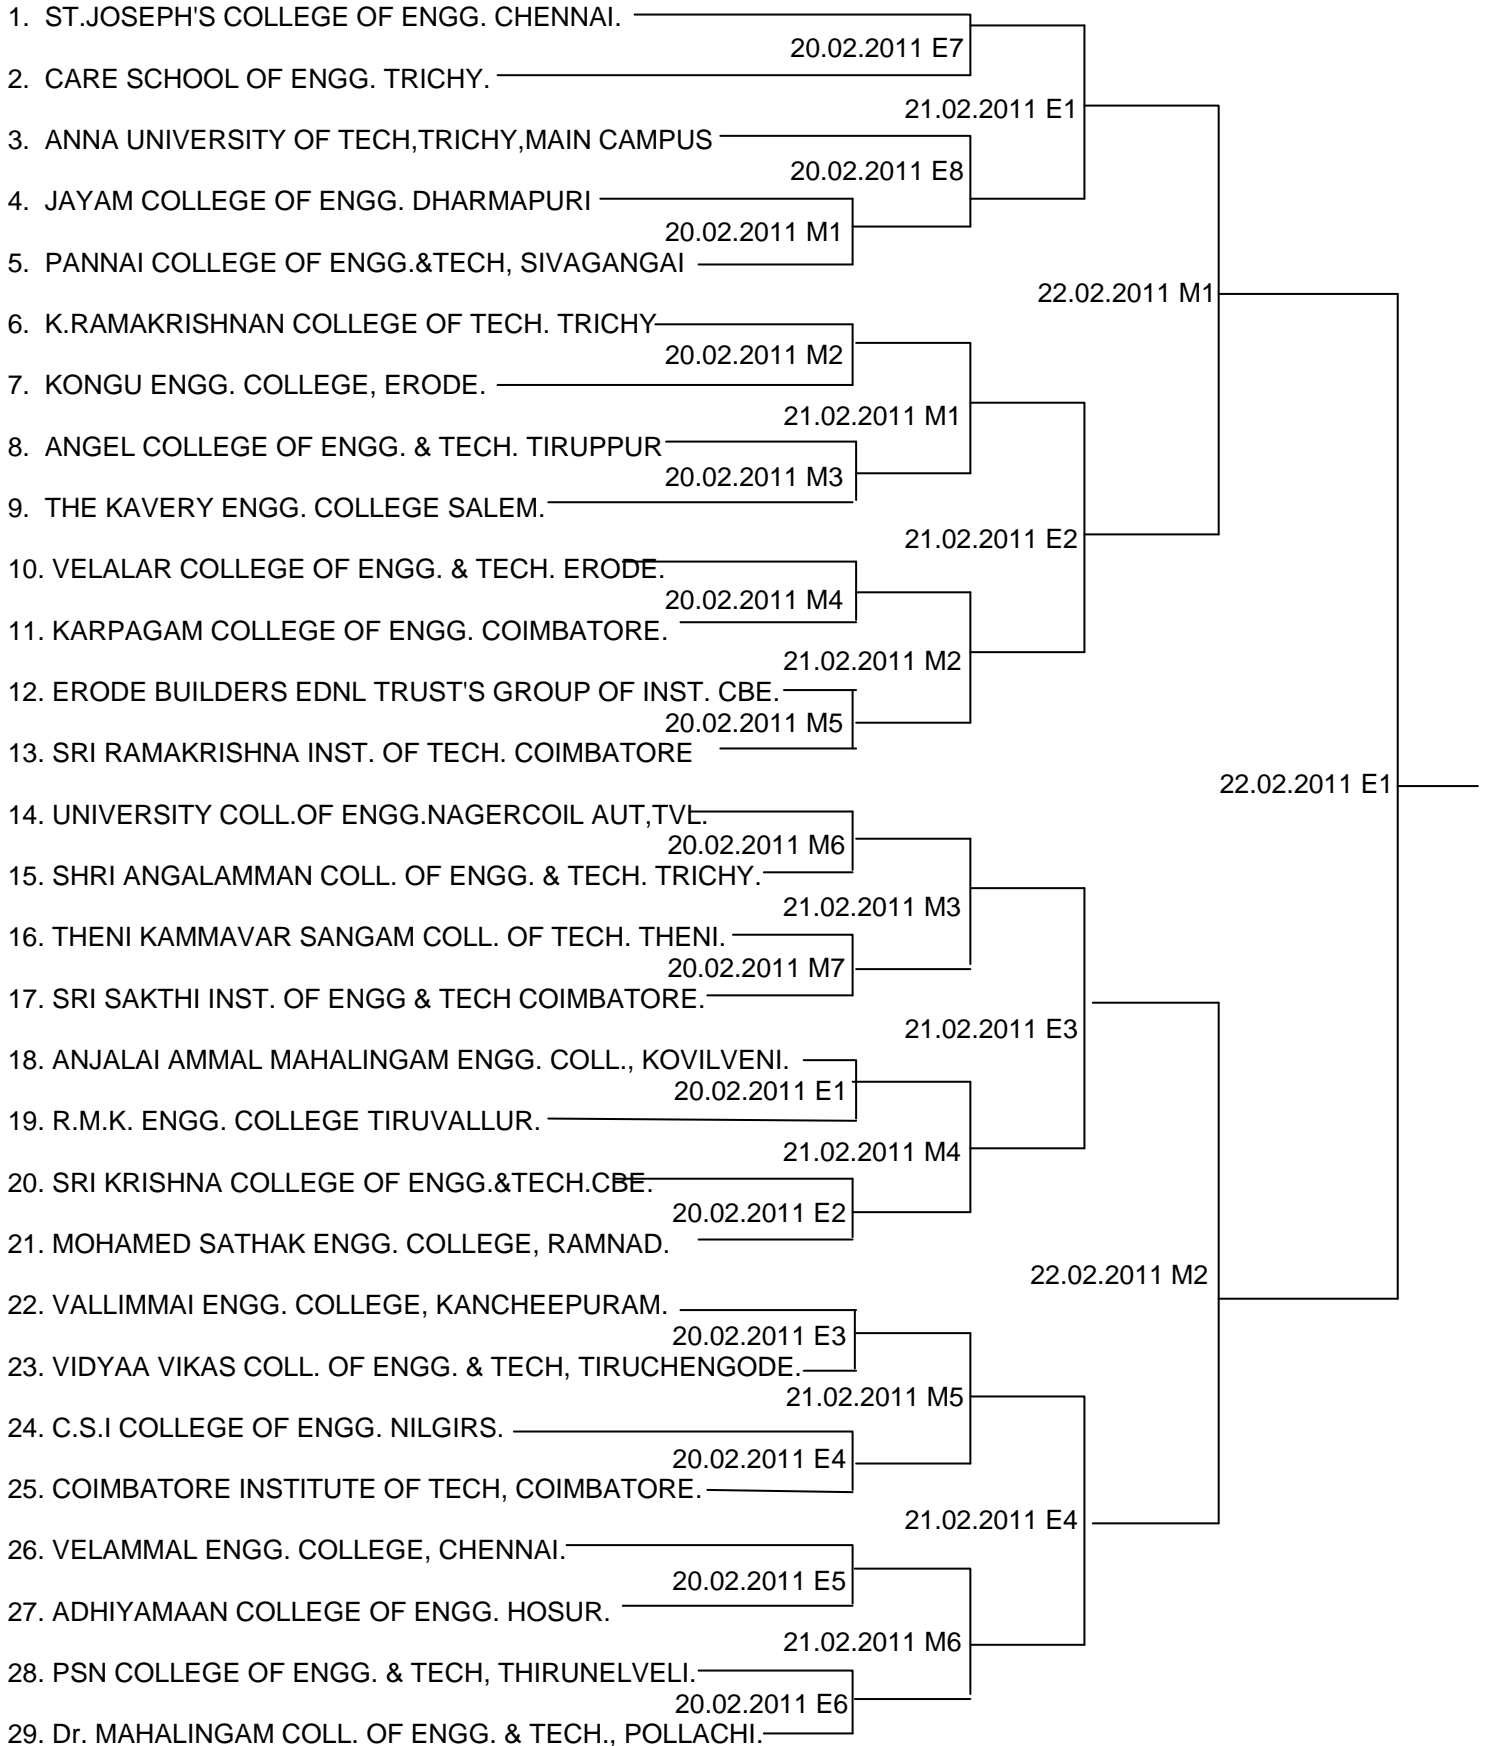 1. ST.JOSEPH'S COLLEGE OF ENGG. CHENNAI.
20.02.2011 E7
2. CARE SCHOOL OF ENGG. TRICHY.
21.02.2011 E1
3. ANNA UNIVERSITY OF TECH,TRICHY,MAIN CAMPUS
20.02.2011 E8
4. JAYAM COLLEGE OF ENGG. DHARMAPURI
20.02.2011 M1
5. PANNAI COLLEGE OF ENGG.&TECH, SIVAGANGAI
22.02.2011 M1
6. K.RAMAKRISHNAN COLLEGE OF TECH. TRICHY
20.02.2011 M2
7. KONGU ENGG. COLLEGE, ERODE.
21.02.2011 M1
8. ANGEL COLLEGE OF ENGG. & TECH. TIRUPPUR
20.02.2011 M3
9. THE KAVERY ENGG. COLLEGE SALEM.
21.02.2011 E2
10. VELALAR COLLEGE OF ENGG. & TECH. ERODE.
20.02.2011 M4
11. KARPAGAM COLLEGE OF ENGG. COIMBATORE.
21.02.2011 M2
12. ERODE BUILDERS EDNL TRUST'S GROUP OF INST. CBE.
20.02.2011 M5
13. SRI RAMAKRISHNA INST. OF TECH. COIMBATORE
22.02.2011 E1
14. UNIVERSITY COLL.OF ENGG.NAGERCOIL AUT,TVL.
20.02.2011 M6
15. SHRI ANGALAMMAN COLL. OF ENGG. & TECH. TRICHY.
21.02.2011 M3
16. THENI KAMMAVAR SANGAM COLL. OF TECH. THENI.
20.02.2011 M7
17. SRI SAKTHI INST. OF ENGG & TECH COIMBATORE.
21.02.2011 E3
18. ANJALAI AMMAL MAHALINGAM ENGG. COLL., KOVILVENI.
20.02.2011 E1
19. R.M.K. ENGG. COLLEGE TIRUVALLUR.
21.02.2011 M4
20. SRI KRISHNA COLLEGE OF ENGG.&TECH.CBE.
20.02.2011 E2
21. MOHAMED SATHAK ENGG. COLLEGE, RAMNAD.
22.02.2011 M2
22. VALLIMMAI ENGG. COLLEGE, KANCHEEPURAM.
20.02.2011 E3
23. VIDYAA VIKAS COLL. OF ENGG. & TECH, TIRUCHENGODE.
21.02.2011 M5
24. C.S.I COLLEGE OF ENGG. NILGIRS.
20.02.2011 E4
25. COIMBATORE INSTITUTE OF TECH, COIMBATORE.
21.02.2011 E4
26. VELAMMAL ENGG. COLLEGE, CHENNAI.
20.02.2011 E5
27. ADHIYAMAAN COLLEGE OF ENGG. HOSUR.
21.02.2011 M6
28. PSN COLLEGE OF ENGG. & TECH, THIRUNELVELI.
20.02.2011 E6
29. Dr. MAHALINGAM COLL. OF ENGG. & TECH., POLLACHI.